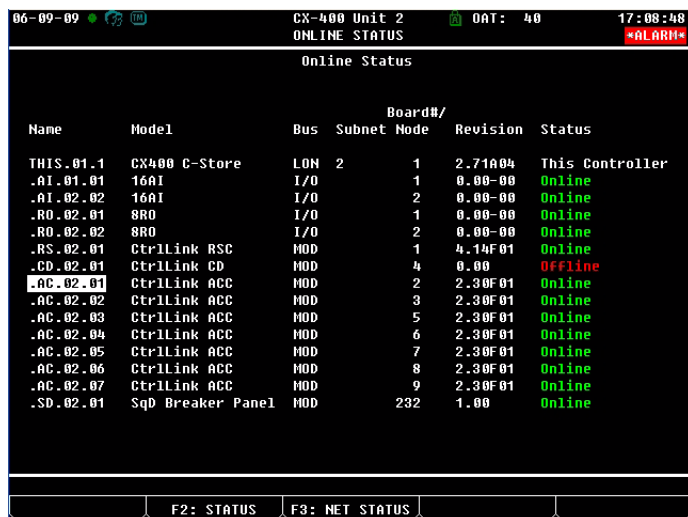 06-09-09 TM CX-400 Unit 2 A OAT: 40 17:08:48
ONLINE STATUS *ALARM*
Online Status
Board#/
Name Model Bus Subnet Node Revision Status
THIS.01.1 CX400 C-Store LON 2 1 2.71A04 This Controller
.AI.01.01 16AI I/O 1 0.00-00 Online
.AI.02.02 16AI I/O 2 0.00-00 Online
.RO.02.01 8RO I/O 1 0.00-00 Online
.RO.02.02 8RO I/O 2 0.00-00 Online
.RS.02.01 CtrlLink RSC MOD 1 4.14F01 Online
.CD.02.01 CtrlLink CD MOD 4 0.00 Offline
.AC.02.01 CtrlLink ACC MOD 2 2.30F01 Online
.AC.02.02 CtrlLink ACC MOD 3 2.30F01 Online
.AC.02.03 CtrlLink ACC MOD 5 2.30F01 Online
.AC.02.04 CtrlLink ACC MOD 6 2.30F01 Online
.AC.02.05 CtrlLink ACC MOD 7 2.30F01 Online
.AC.02.06 CtrlLink ACC MOD 8 2.30F01 Online
.AC.02.07 CtrlLink ACC MOD 9 2.30F01 Online
.SD.02.01 SqD Breaker Panel MOD 232 1.00 Online
F2: STATUS F3: NET STATUS